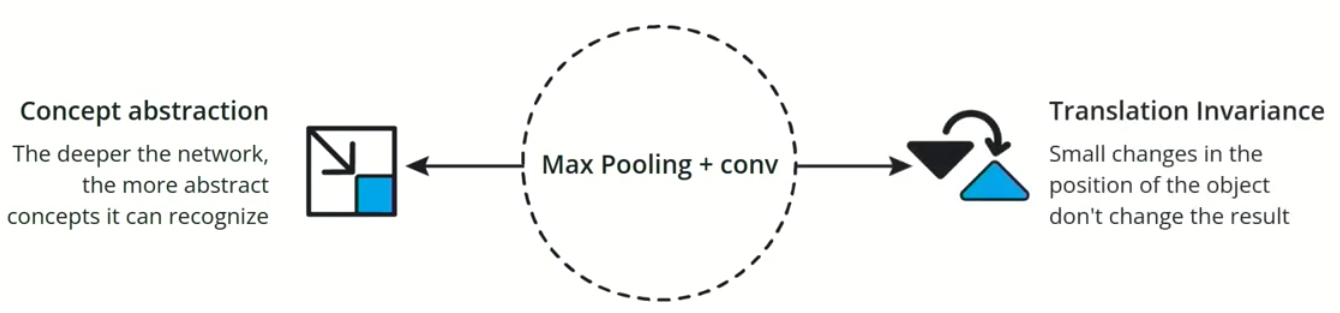 Concept abstraction
The deeper the network,
the more abstract
concepts it can recognize
Max Pooling + conv
Translation Invariance
Small changes in the
position of the object
don't change the result